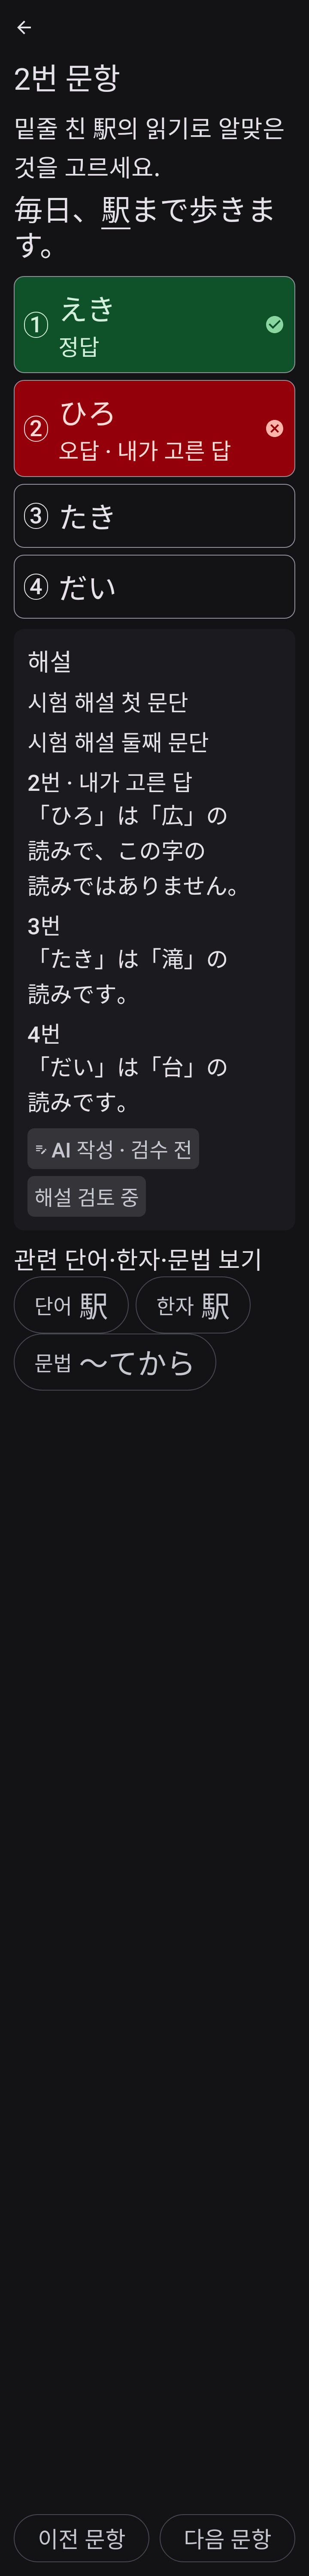 2번 문항
밑줄 친 駅의 읽기로 알맞은
것을 고르세요.
毎日、駅まで歩きま
す。
① えき
정답
② ひろ
오답 · 내가 고른 답
③ たき
④ だい
해설
시험 해설 첫 문단
시험 해설 둘째 문단
2번 · 내가 고른 답
「ひろ」は「広」の
読みで、この字の
読みではありません。
3번
「たき」は「滝」の
読みです。
4번
「だい」は「台」の
読みです。
AI 작성 · 검수 전
해설 검토 중
관련 단어·한자·문법 보기
단어 駅 한자 駅
문법 〜てから
이전 문항 다음 문항